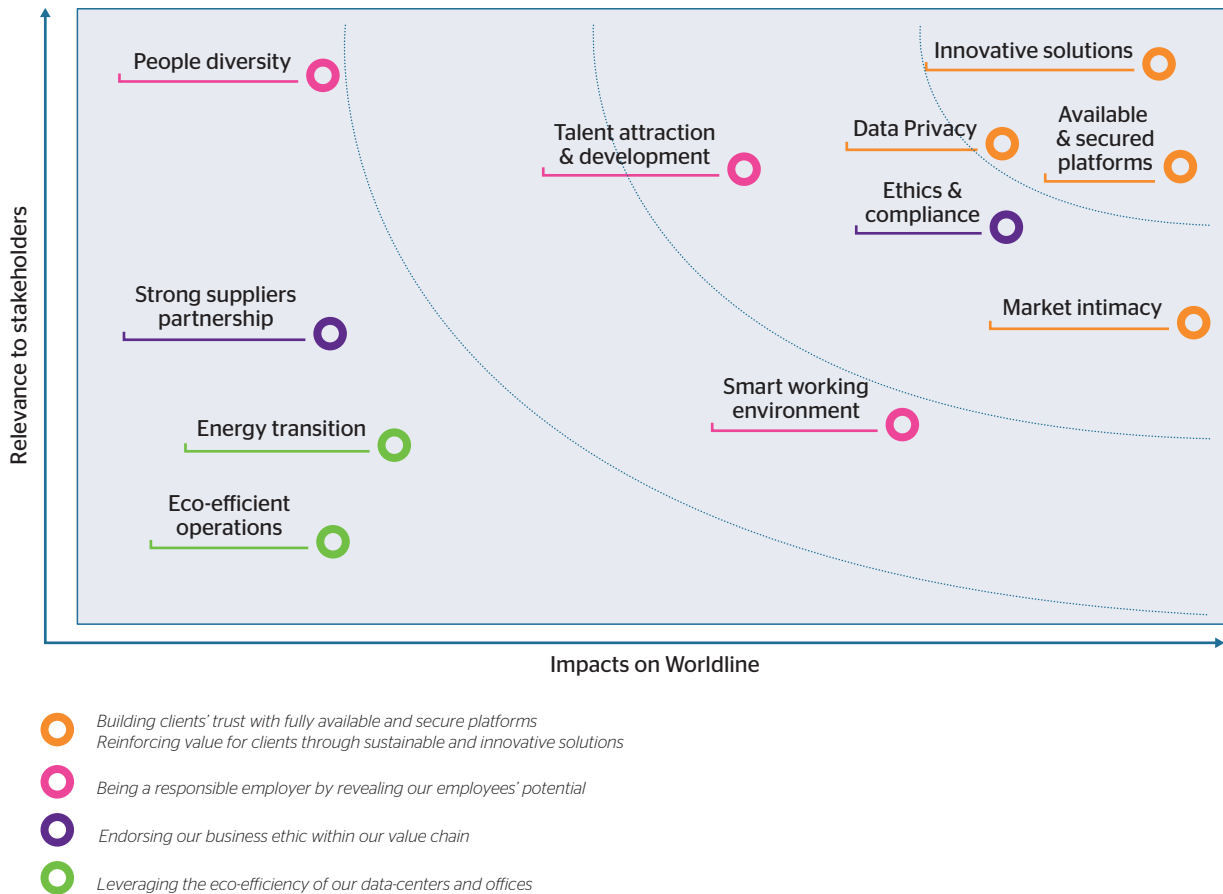 Relevance to stakeholders
People diversity
Innovative solutions
Talent attraction
& development
Data Privacy
Available
& secured
platforms
Ethics &
compliance
Strong suppliers
partnership
Market intimacy
Smart working
environment
Energy transition
Eco-efficient
operations
Impacts on Worldline
Building clients' trust with fully available and secure platforms
Reinforcing value for clients through sustainable and innovative solutions
Being a responsible employer by revealing our employees' potential
Endorsing our business ethic within our value chain
Leveraging the eco-efficiency of our data-centers and offices